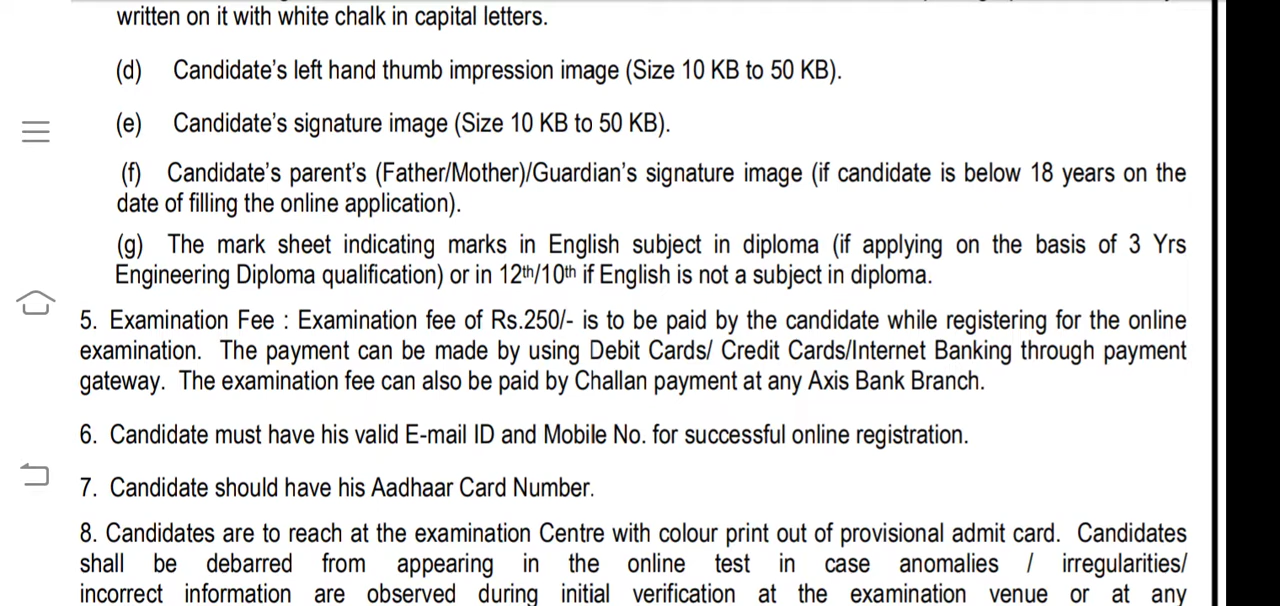 written on it with white chalk in capital letters.
(d) Candidate's left hand thumb impression image (Size 10 KB to 50 KB).
(e) Candidate's signature image (Size 10 KB to 50 KB).
(f) Candidate's parent's (Father/Mother)/Guardian's signature image (if candidate is below 18 years on the
date of filling the online application).
(g) The mark sheet indicating marks in English subject in diploma (if applying on the basis of 3 Yrs
Engineering Diploma qualification) or in 12th/10th if English is not a subject in diploma.
5. Examination Fee : Examination fee of Rs.250/- is to be paid by the candidate while registering for the online
examination. The payment can be made by using Debit Cards/ Credit Cards/Internet Banking through payment
gateway. The examination fee can also be paid by Challan payment at any Axis Bank Branch.
6. Candidate must have his valid E-mail ID and Mobile No. for successful online registration.
7. Candidate should have his Aadhaar Card Number.
8. Candidates are to reach at the examination Centre with colour print out of provisional admit card. Candidates
shall be debarred from appearing in the online test in case anomalies / irregularities/
incorrect information are observed during initial verification at the examination venue or at any